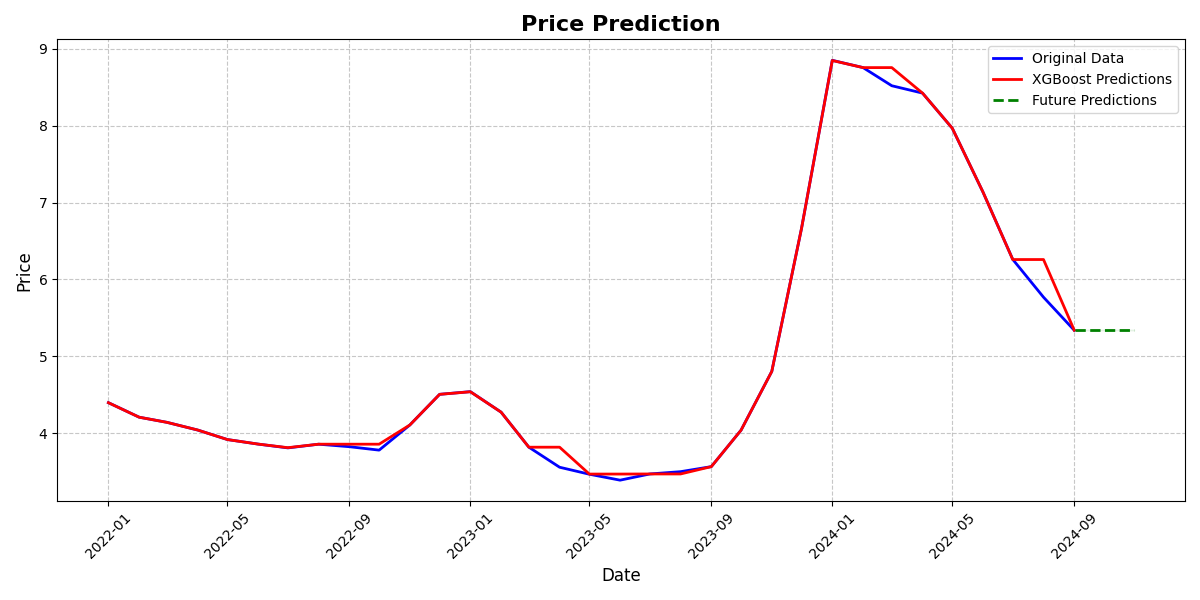 Price Prediction
Original Data
XGBoost Predictions
Future Predictions
9
8
7
6
5
4
Price
2022-01
2022-05
2022-09
2023-01
2023-05
2023-09
2024-01
2024-05
2024-09
Date